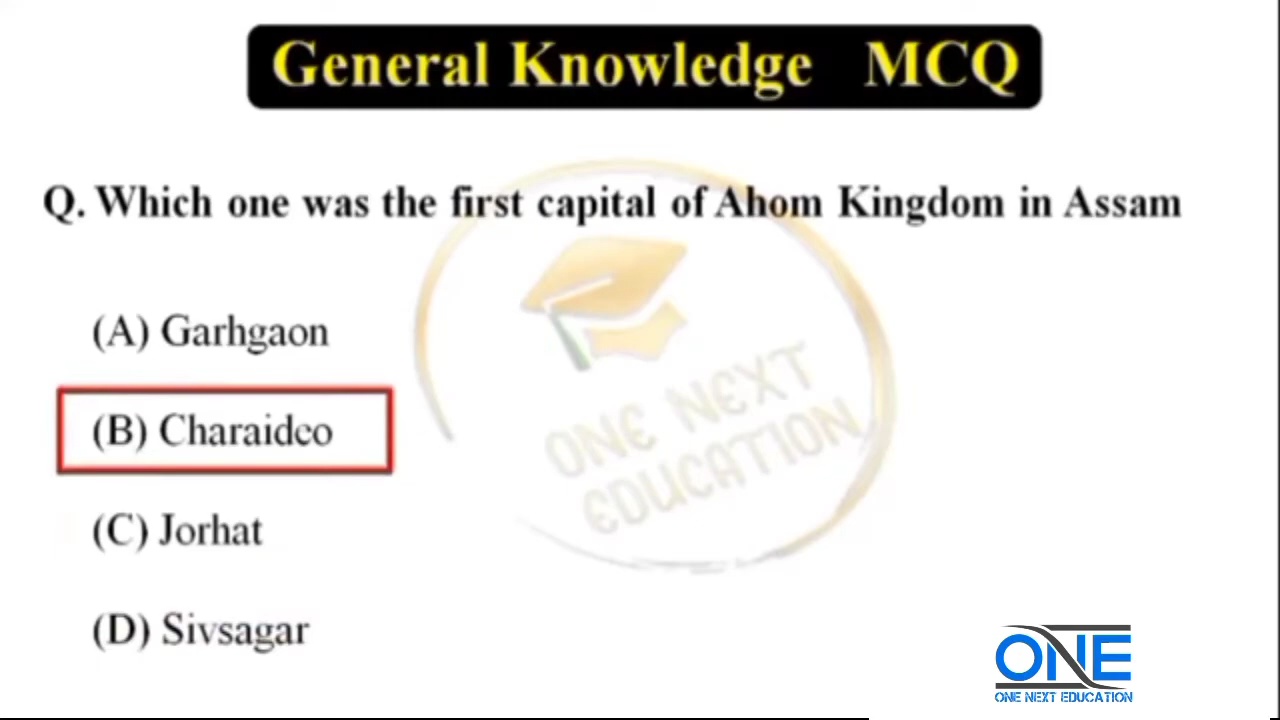 General Knowledge MCQ
Q. Which one was the first capital of Ahom Kingdom in Assam
(A) Garhgaon
(B) Charaideo
(C) Jorhat
(D) Sivsagar
ONE NEXT
EDUCATION
ONE
ONE NEXT EDUCATION